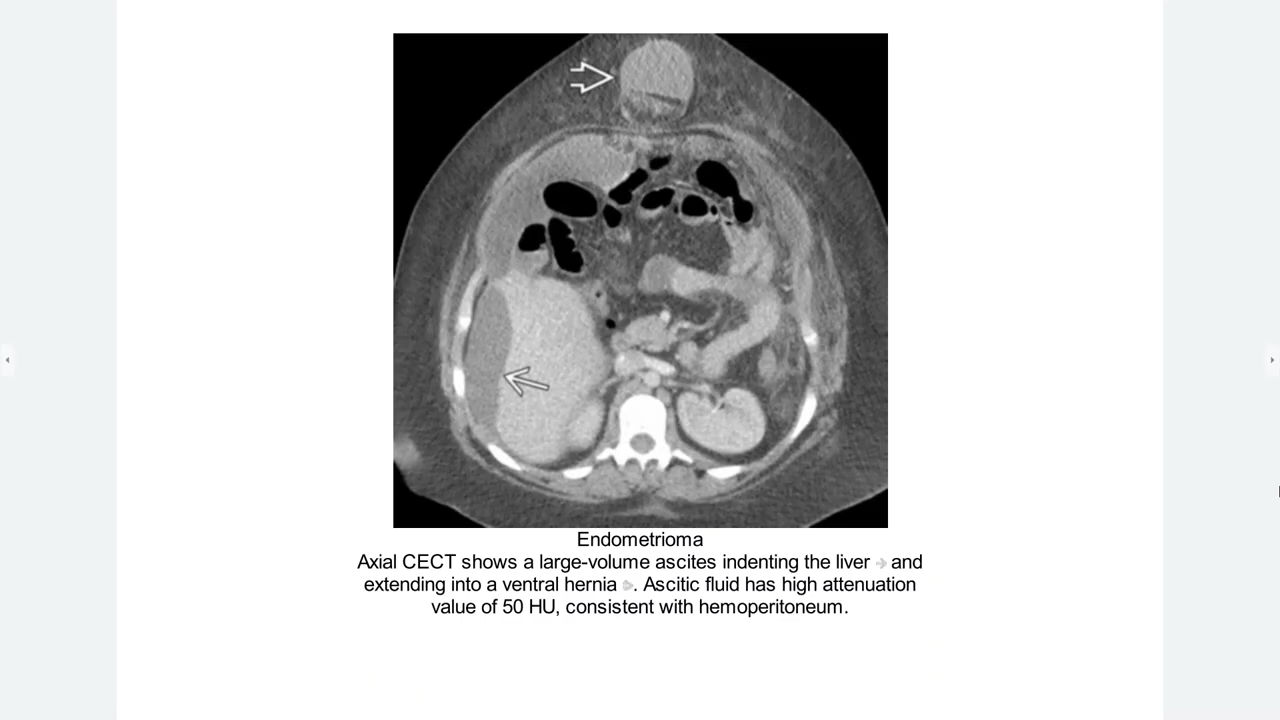 Endometrioma
Axial CECT shows a large-volume ascites indenting the liver and
extending into a ventral hernia . Ascitic fluid has high attenuation
value of 50 HU, consistent with hemoperitoneum.